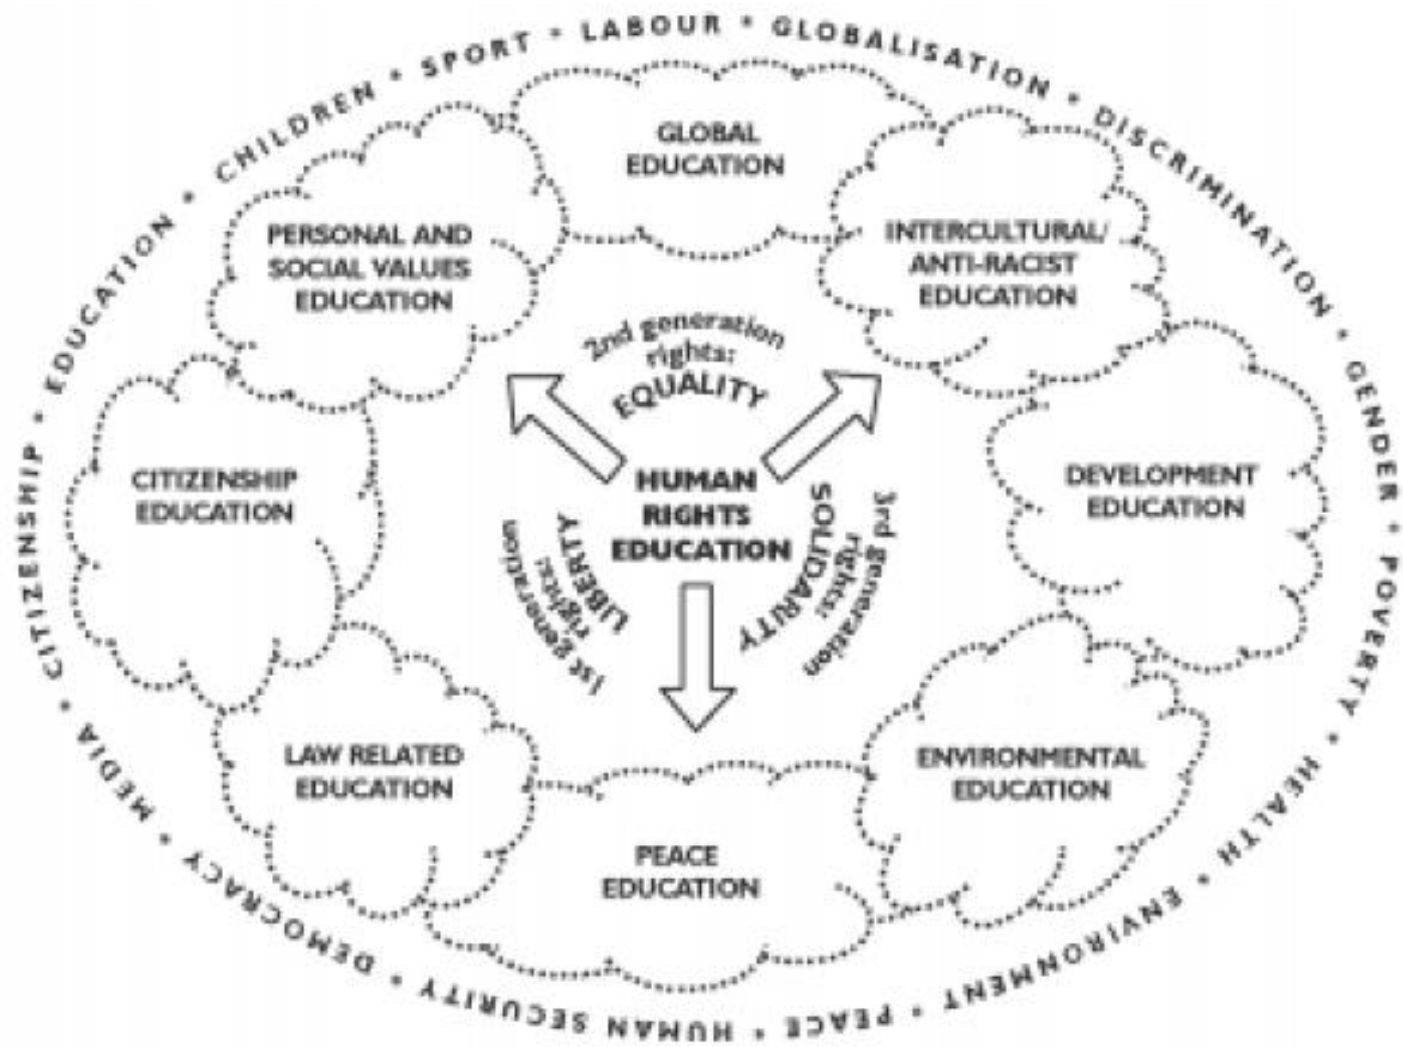 CITIZENSHIP * EDUCATION * CHILDREN * SPORT * LABOUR * GLOBALISATION * DISCRIMINATION * GENDER * POVERTY * HEALTH * ENVIRONMENT * PEACE * HUMAN SECURITY * DEMOCRACY * MEDIA *
GLOBAL
EDUCATION
PERSONAL AND
SOCIAL VALUES
EDUCATION
INTERCULTURAL/
ANTI-RACIST
EDUCATION
2nd generation
rights:
EQUALITY
CITIZENSHIP
EDUCATION
HUMAN
RIGHTS
EDUCATION
DEVELOPMENT
EDUCATION
1st generation
rights:
LIBERTY
3rd generation
rights:
SOLIDARITY
LAW RELATED
EDUCATION
ENVIRONMENTAL
EDUCATION
PEACE
EDUCATION